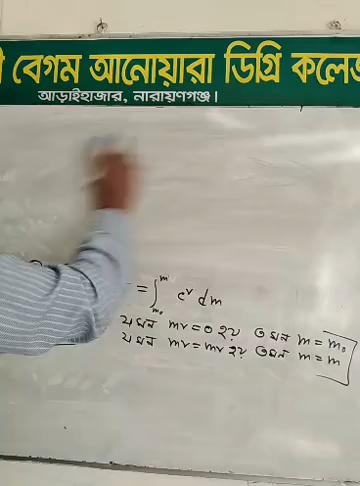 বেগম আনোয়ারা ডিগ্রি কলেজ
আড়াইহাজার, নারায়ণগঞ্জ।
= ∫_{m₀}^{m} c² dm
যখন mv = 0 হয় তখন m = m₀
যখন mv = mv হয় তখন m = m